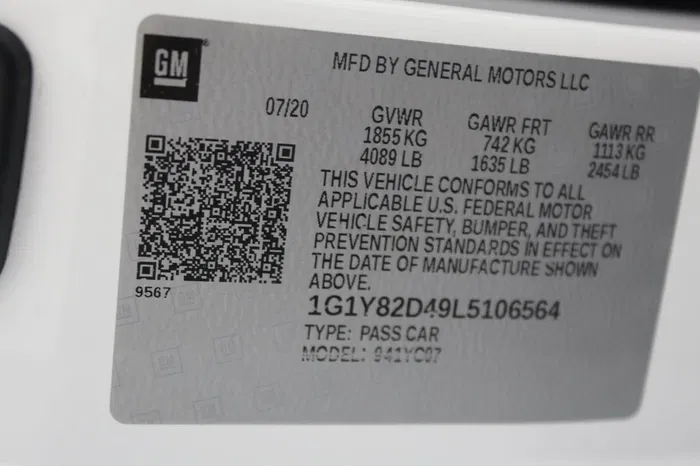 GM
MFD BY GENERAL MOTORS LLC
07/20
GVWR
1855 KG
4089 LB
GAWR FRT
742 KG
1635 LB
GAWR RR
1113 KG
2454 LB
THIS VEHICLE CONFORMS TO ALL
APPLICABLE U.S. FEDERAL MOTOR
VEHICLE SAFETY, BUMPER, AND THEFT
PREVENTION STANDARDS IN EFFECT ON
THE DATE OF MANUFACTURE SHOWN
ABOVE.
9567
1G1Y82D49L5106564
TYPE: PASS CAR
MODEL: 941YC07